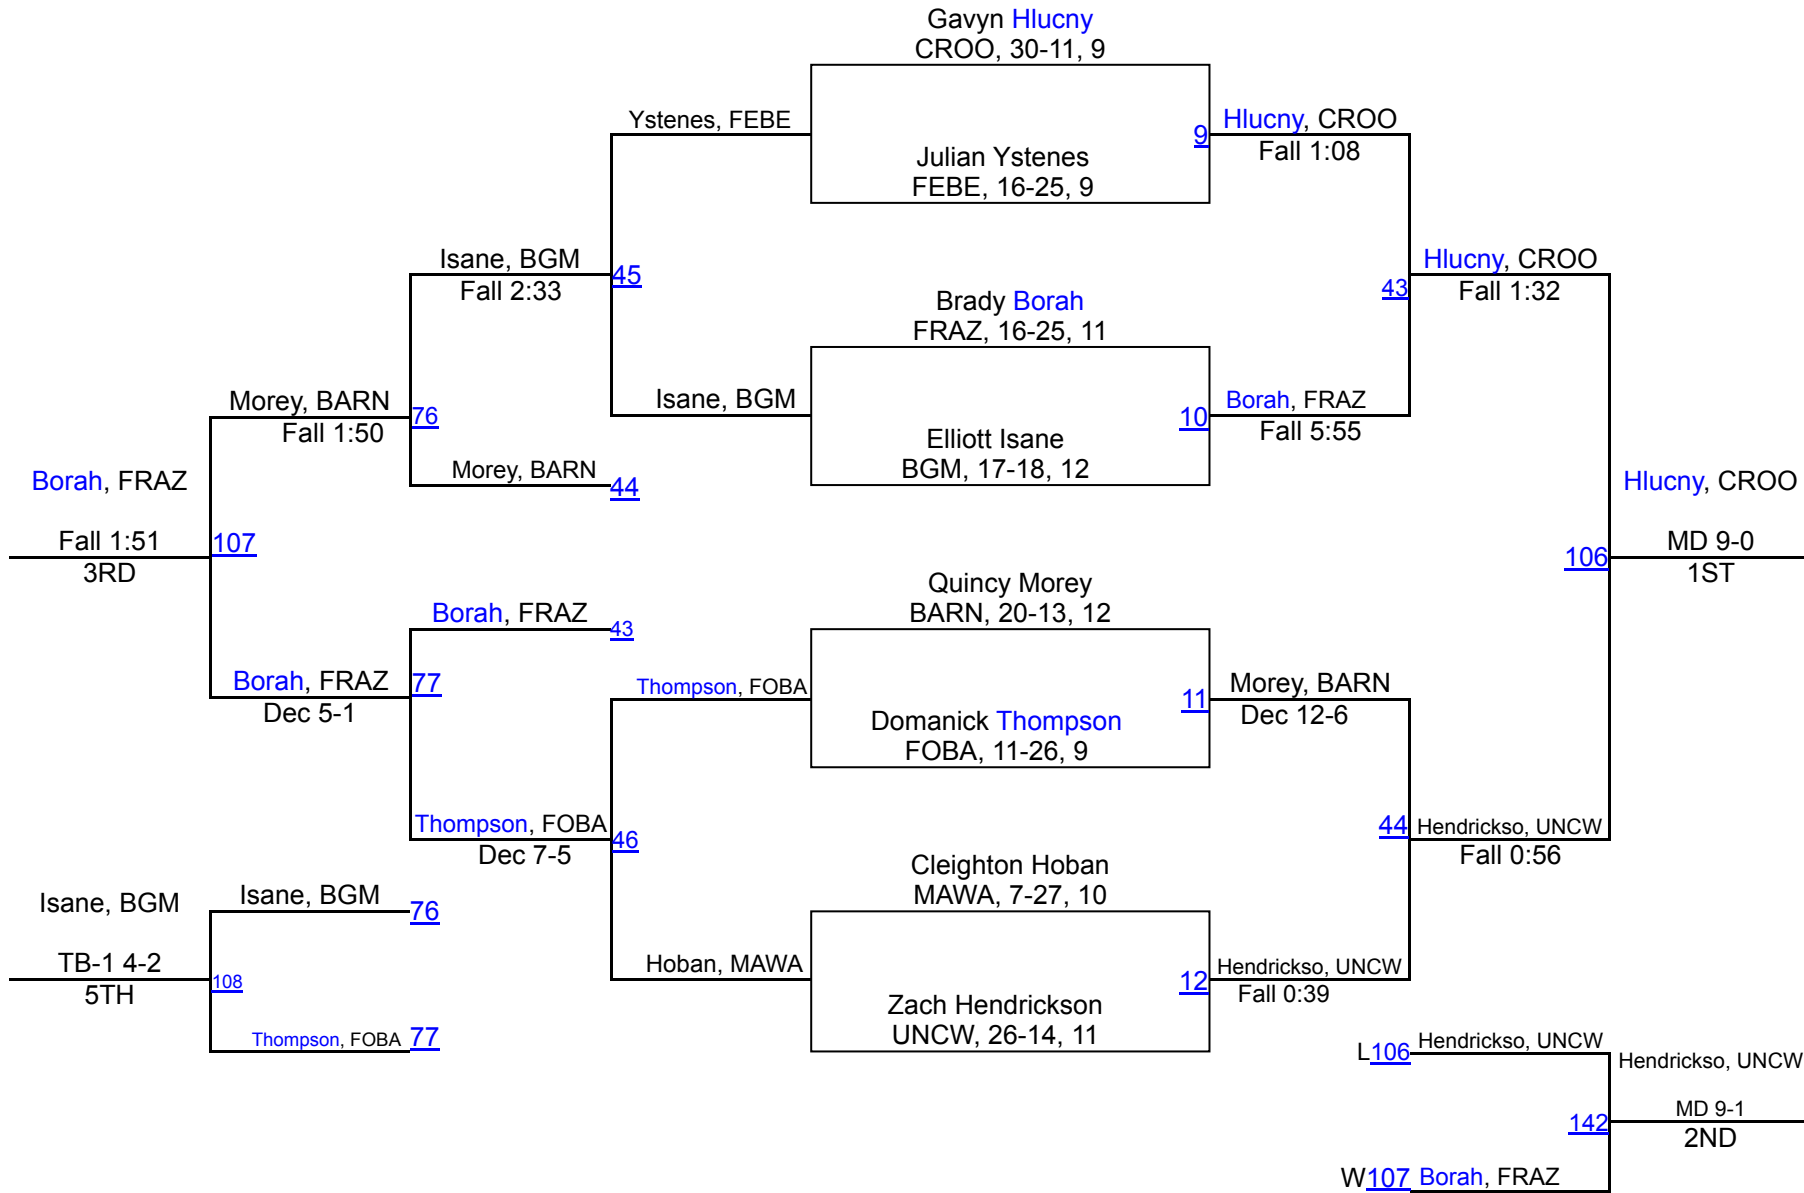 Gavyn Hlucny
CROO, 30-11, 9
Ystenes, FEBE
9
Hlucny, CROO
Fall 1:08
Julian Ystenes
FEBE, 16-25, 9
Isane, BGM
Fall 2:33
45
43
Hlucny, CROO
Fall 1:32
Brady Borah
FRAZ, 16-25, 11
Isane, BGM
10
Borah, FRAZ
Fall 5:55
Elliott Isane
BGM, 17-18, 12
Morey, BARN
Fall 1:50
76
Morey, BARN
44
Borah, FRAZ
Fall 1:51
3RD
107
Hlucny, CROO
106
MD 9-0
1ST
Quincy Morey
BARN, 20-13, 12
Borah, FRAZ
43
Borah, FRAZ
Dec 5-1
77
Thompson, FOBA
11
Morey, BARN
Dec 12-6
Domanick Thompson
FOBA, 11-26, 9
Thompson, FOBA
Dec 7-5
46
44
Hendrickso, UNCW
Fall 0:56
Cleighton Hoban
MAWA, 7-27, 10
Hoban, MAWA
12
Hendrickso, UNCW
Fall 0:39
Zach Hendrickson
UNCW, 26-14, 11
Isane, BGM
Isane, BGM
76
TB-1 4-2
5TH
108
Thompson, FOBA
77
L106
Hendrickso, UNCW
Hendrickso, UNCW
142
MD 9-1
2ND
W107
Borah, FRAZ